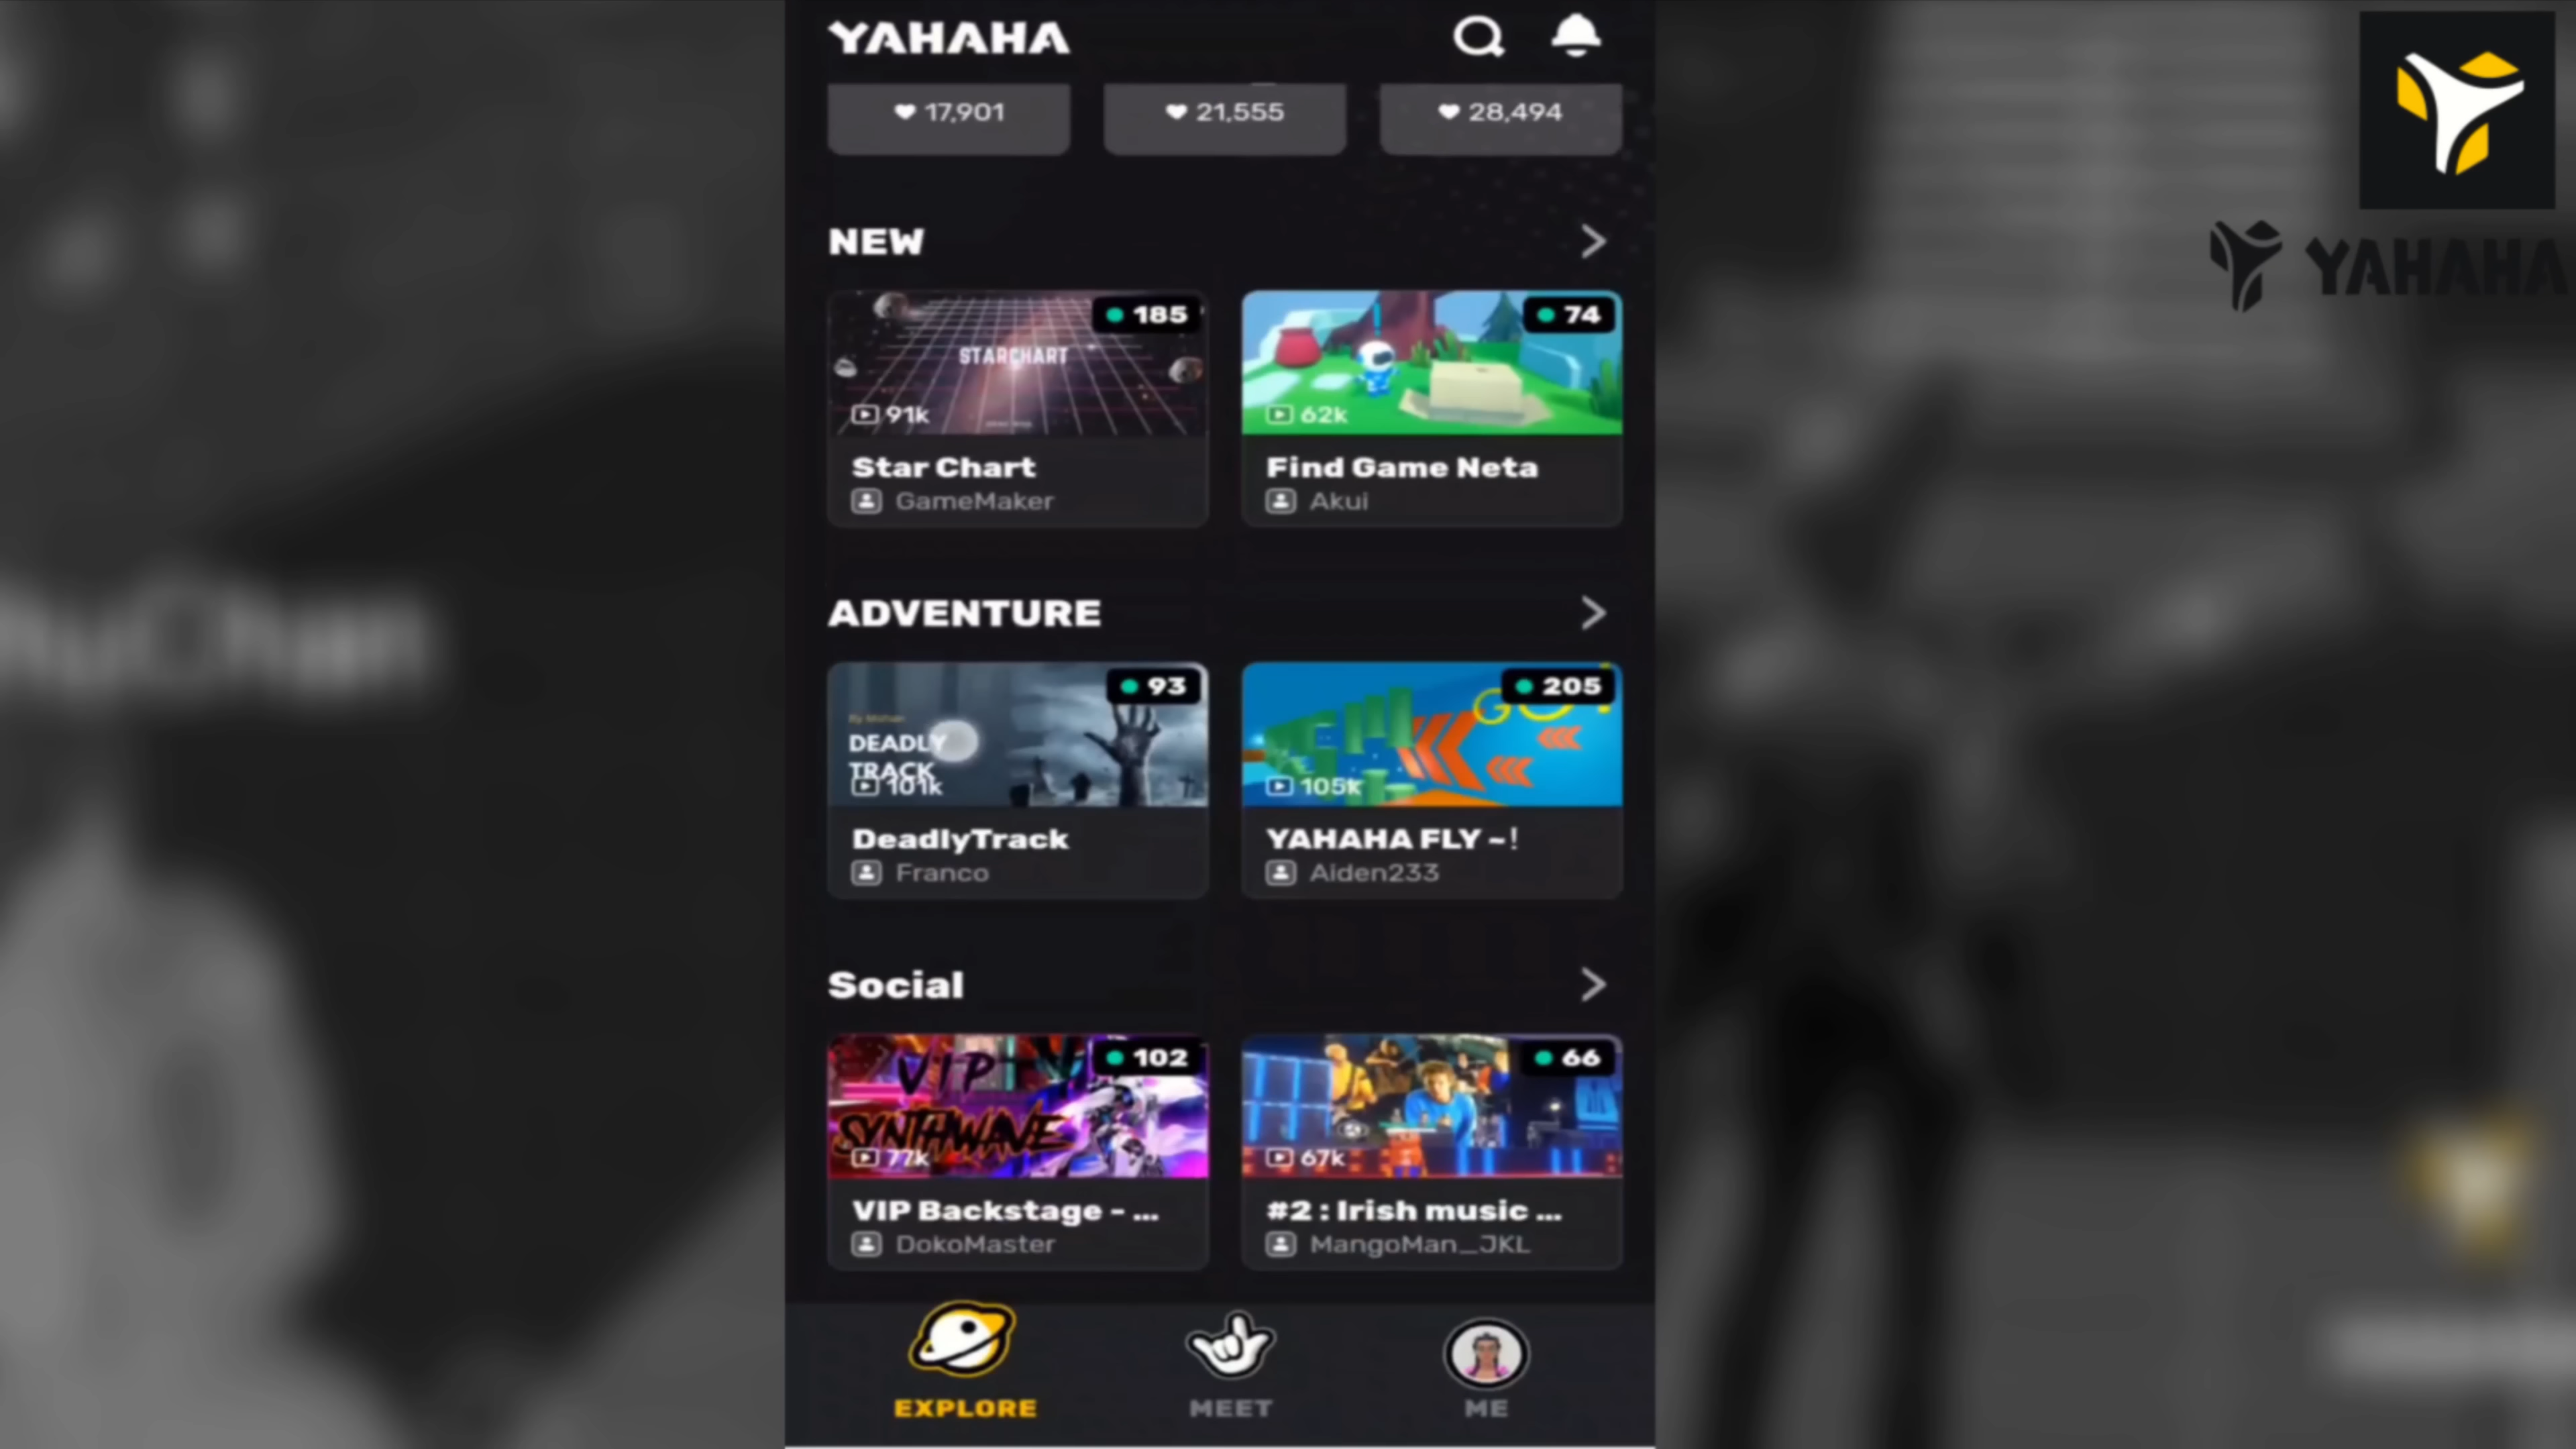 YAHAHA
17,901
21,555
28,494
YAHAHA
NEW
185
STARCHART
91k
Star Chart
GameMaker
74
62k
Find Game Neta
Akui
ADVENTURE
93
DEADLY
TRACK
101k
DeadlyTrack
Franco
205
105k
YAHAHA FLY ~!
Aiden233
Social
102
VIP
SYNTHWAVE
77k
VIP Backstage - ...
DokoMaster
66
67k
#2 : Irish music ...
MangoMan_JKL
EXPLORE
MEET
ME